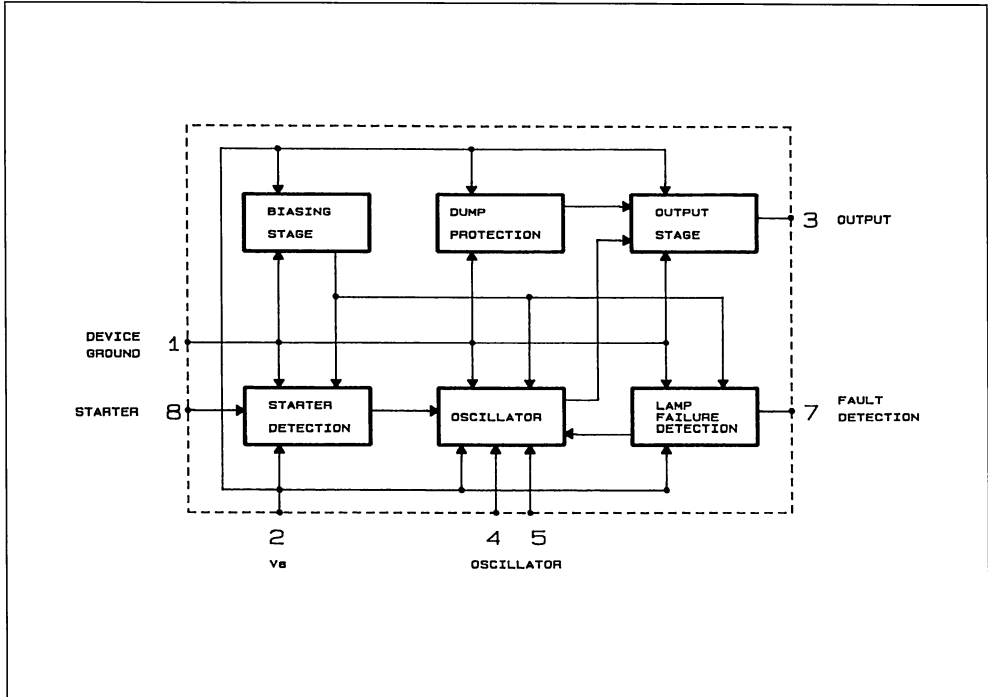 BIASING
STAGE
DUMP
PROTECTION
OUTPUT
STAGE
3 OUTPUT
DEVICE
GROUND
1
STARTER 8
STARTER
DETECTION
OSCILLATOR
LAMP
FAILURE
DETECTION
7
FAULT
DETECTION
2
4 5
Vs
OSCILLATOR